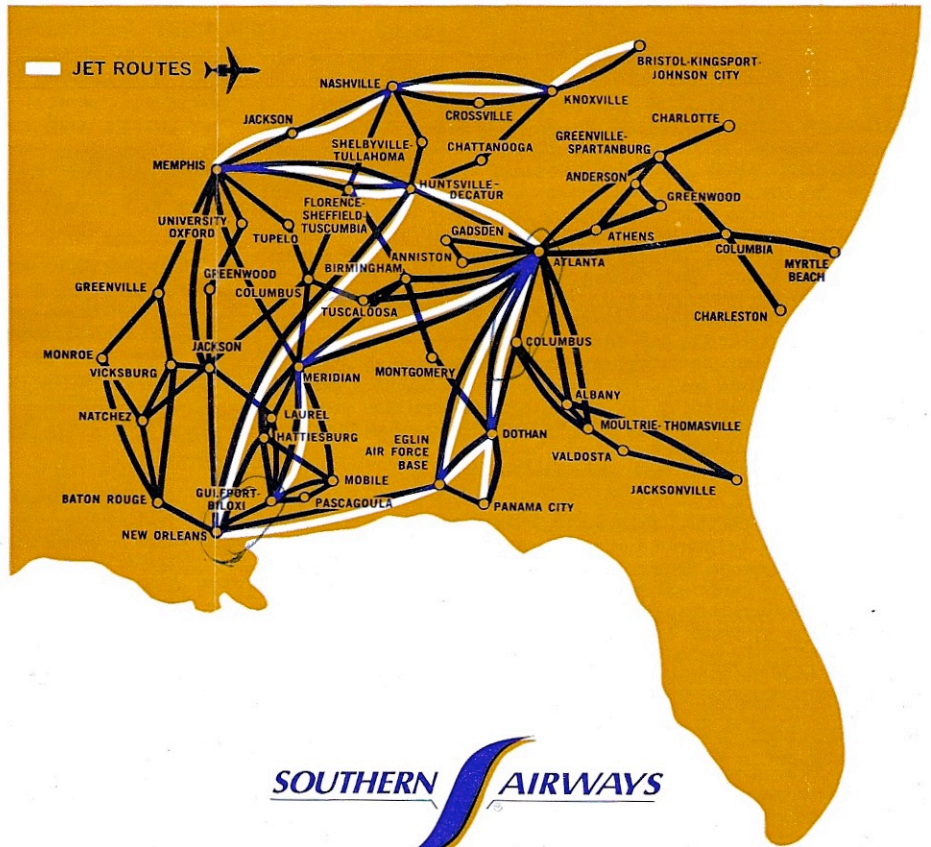 JET ROUTES
BRISTOL-KINGSPORT-
JOHNSON CITY
NASHVILLE
KNOXVILLE
CROSSVILLE
JACKSON
CHARLOTTE
GREENVILLE-
SPARTANBURG
SHELBYVILLE-
TULLAHOMA
CHATTANOOGA
MEMPHIS
ANDERSON
HUNTSVILLE-
DECATUR
GREENWOOD
FLORENCE-
SHEFFIELD-
TUSCUMBIA
UNIVERSITY
OXFORD
TUPELO
GADSDEN
ATHENS
COLUMBIA
ANNISTON
ATLANTA
MYRTLE
BEACH
BIRMINGHAM
GREENWOOD
COLUMBUS
GREENVILLE
TUSCALOOSA
CHARLESTON
COLUMBUS
JACKSON
MONROE
VICKSBURG
MERIDIAN
MONTGOMERY
ALBANY
NATCHEZ
LAUREL
MOULTRIE-THOMASVILLE
HATTIESBURG
DOTHAN
EGLIN
AIR FORCE
BASE
VALDOSTA
MOBILE
JACKSONVILLE
BATON ROUGE
GULFPORT-
BILOXI
PASCAGOULA
PANAMA CITY
NEW ORLEANS
SOUTHERN AIRWAYS
®